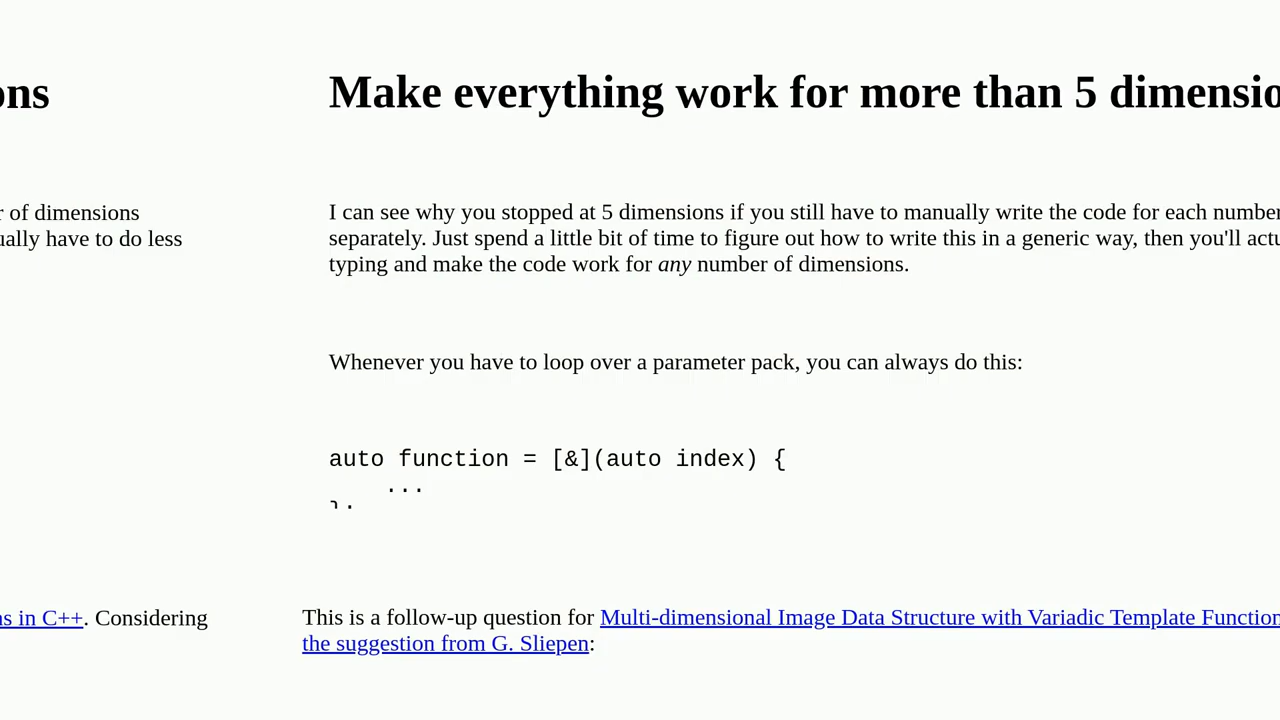 ons
Make everything work for more than 5
of dimensions
I can see why you stopped at 5 dimensions if you still have to manually write the code for each number
have to do less
separately. Just spend a little bit of time to figure out how to write this in a generic way, then you'll
typing and make the code work for any number of dimensions.
Whenever you have to loop over a parameter pack, you can always do this:
auto function = [&](auto index) {
...
in C++. Considering
This is a follow-up question for Multi-dimensional Image Data Structure with Variadic Template
the suggestion from G. Sliepen: